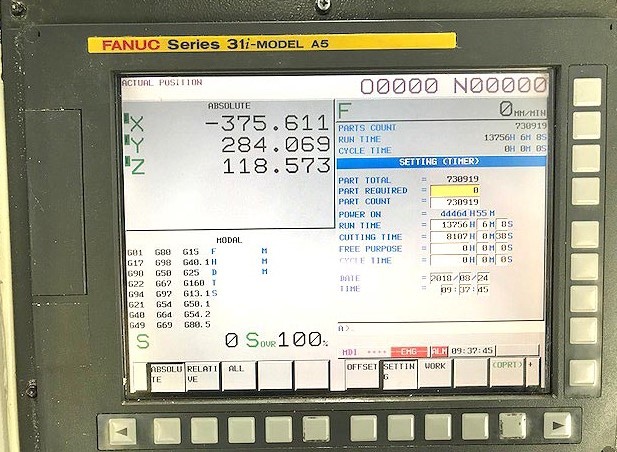 FANUC Series 31i-MODEL A5
ACTUAL POSITION O0000 N00000
ABSOLUTE
X -375.611
Y 284.069
Z 118.573
F 0 MM/MIN
PARTS COUNT 730919
RUN TIME 13756H 6M 8S
CYCLE TIME 0H 0M 0S
SETTING (TIMER)
PART TOTAL = 730919
PART REQUIRED = 0
PART COUNT = 730919
POWER ON = 44464H55M
RUN TIME = 13756H 6M 8S
CUTTING TIME = 8107H 0M38S
FREE PURPOSE = 0H 0M 0S
CYCLE TIME = 0H 0M 0S
DATE = 2018/08/24
TIME = 09:37:45
MODAL
G01 G80 G15 F M
G17 G98 G40.1 H M
G90 G50 G25 D M
G22 G67 G160 T
G94 G97 G13.1 S
G21 G54 G50.1
G40 G64 G54.2
G49 G69 G80.5
S 0 SOVR 100%
A>
MDI **** --EMG-- ALM 09:37:45
ABSOLUTE RELATIVE ALL OFFSET SETTING WORK (OPRT) +